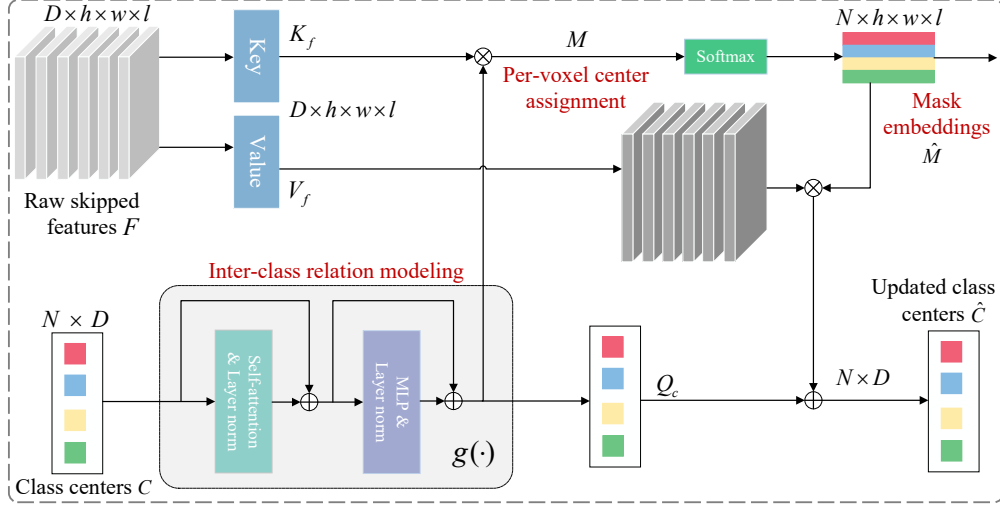 D×h×w×l
Raw skipped
features F
Key
K_f
D×h×w×l
Value
V_f
M
Per-voxel center
assignment
Softmax
N×h×w×l
Mask
embeddings
M̂
Inter-class relation modeling
N × D
Class centers C
Self-attention
& Layer norm
MLP &
Layer norm
g(·)
Q_c
N×D
Updated class
centers Ĉ